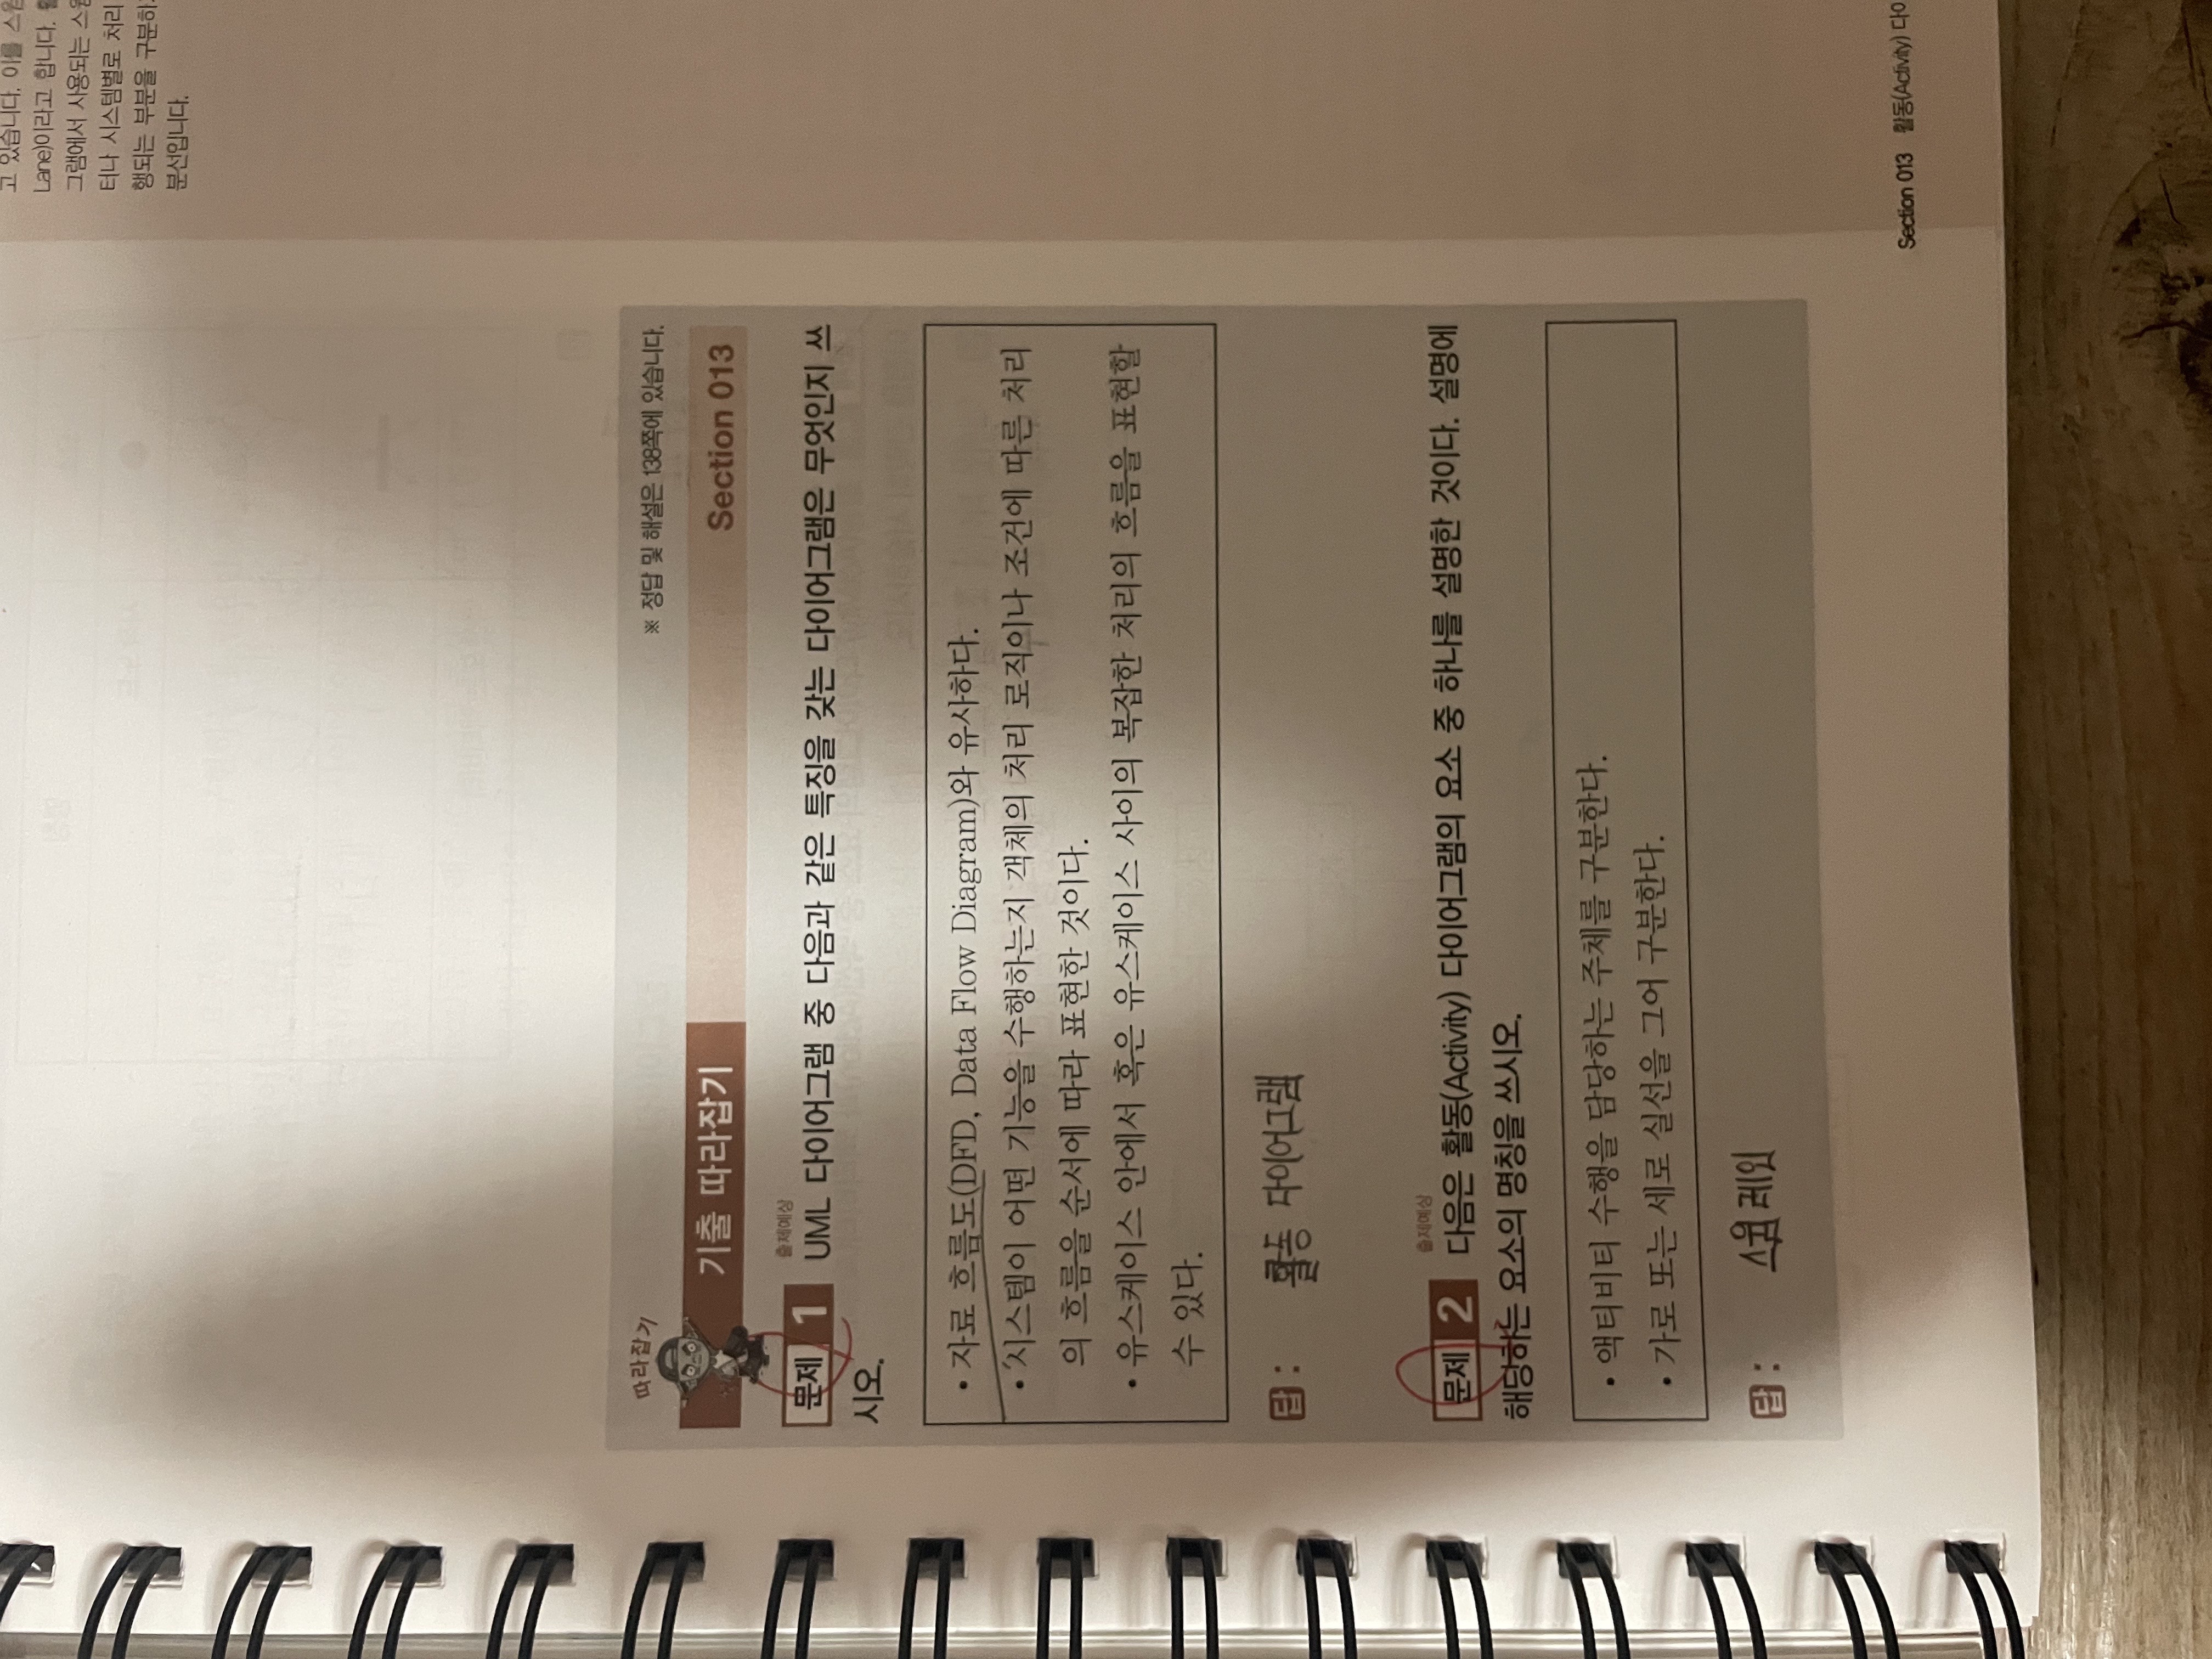 고 있습니다. 이를
Lane)이라고 합니다.
그램에서 사용되는
터나 시스템별로 처리
행되는 부분을
분선입니다.
따라잡기
※ 정답 및 해설은 138쪽에 있습니다.
기출 따라잡기
Section 013
출제예상
문제 1 UML 다이어그램 중 다음과 같은 특징을 갖는 다이어그램은 무엇인지 쓰
시오.
• 자료 흐름도(DFD, Data Flow Diagram)와 유사하다.
• 시스템이 어떤 기능을 수행하는지 객체의 처리 로직이나 조건에 따른 처리
의 흐름을 순서에 따라 표현한 것이다.
• 유스케이스 안에서 혹은 유스케이스 사이의 복잡한 처리의 흐름을 표현할
수 있다.
답 : 활동 다이어그램
출제예상
문제 2 다음은 활동(Activity) 다이어그램의 요소 중 하나를 설명한 것이다. 설명에
해당하는 요소의 명칭을 쓰시오.
• 액티비티 수행을 담당하는 주체를 구분한다.
• 가로 또는 세로 실선을 그어 구분한다.
답 : 스윔레인
Section 013 활동(Activity)